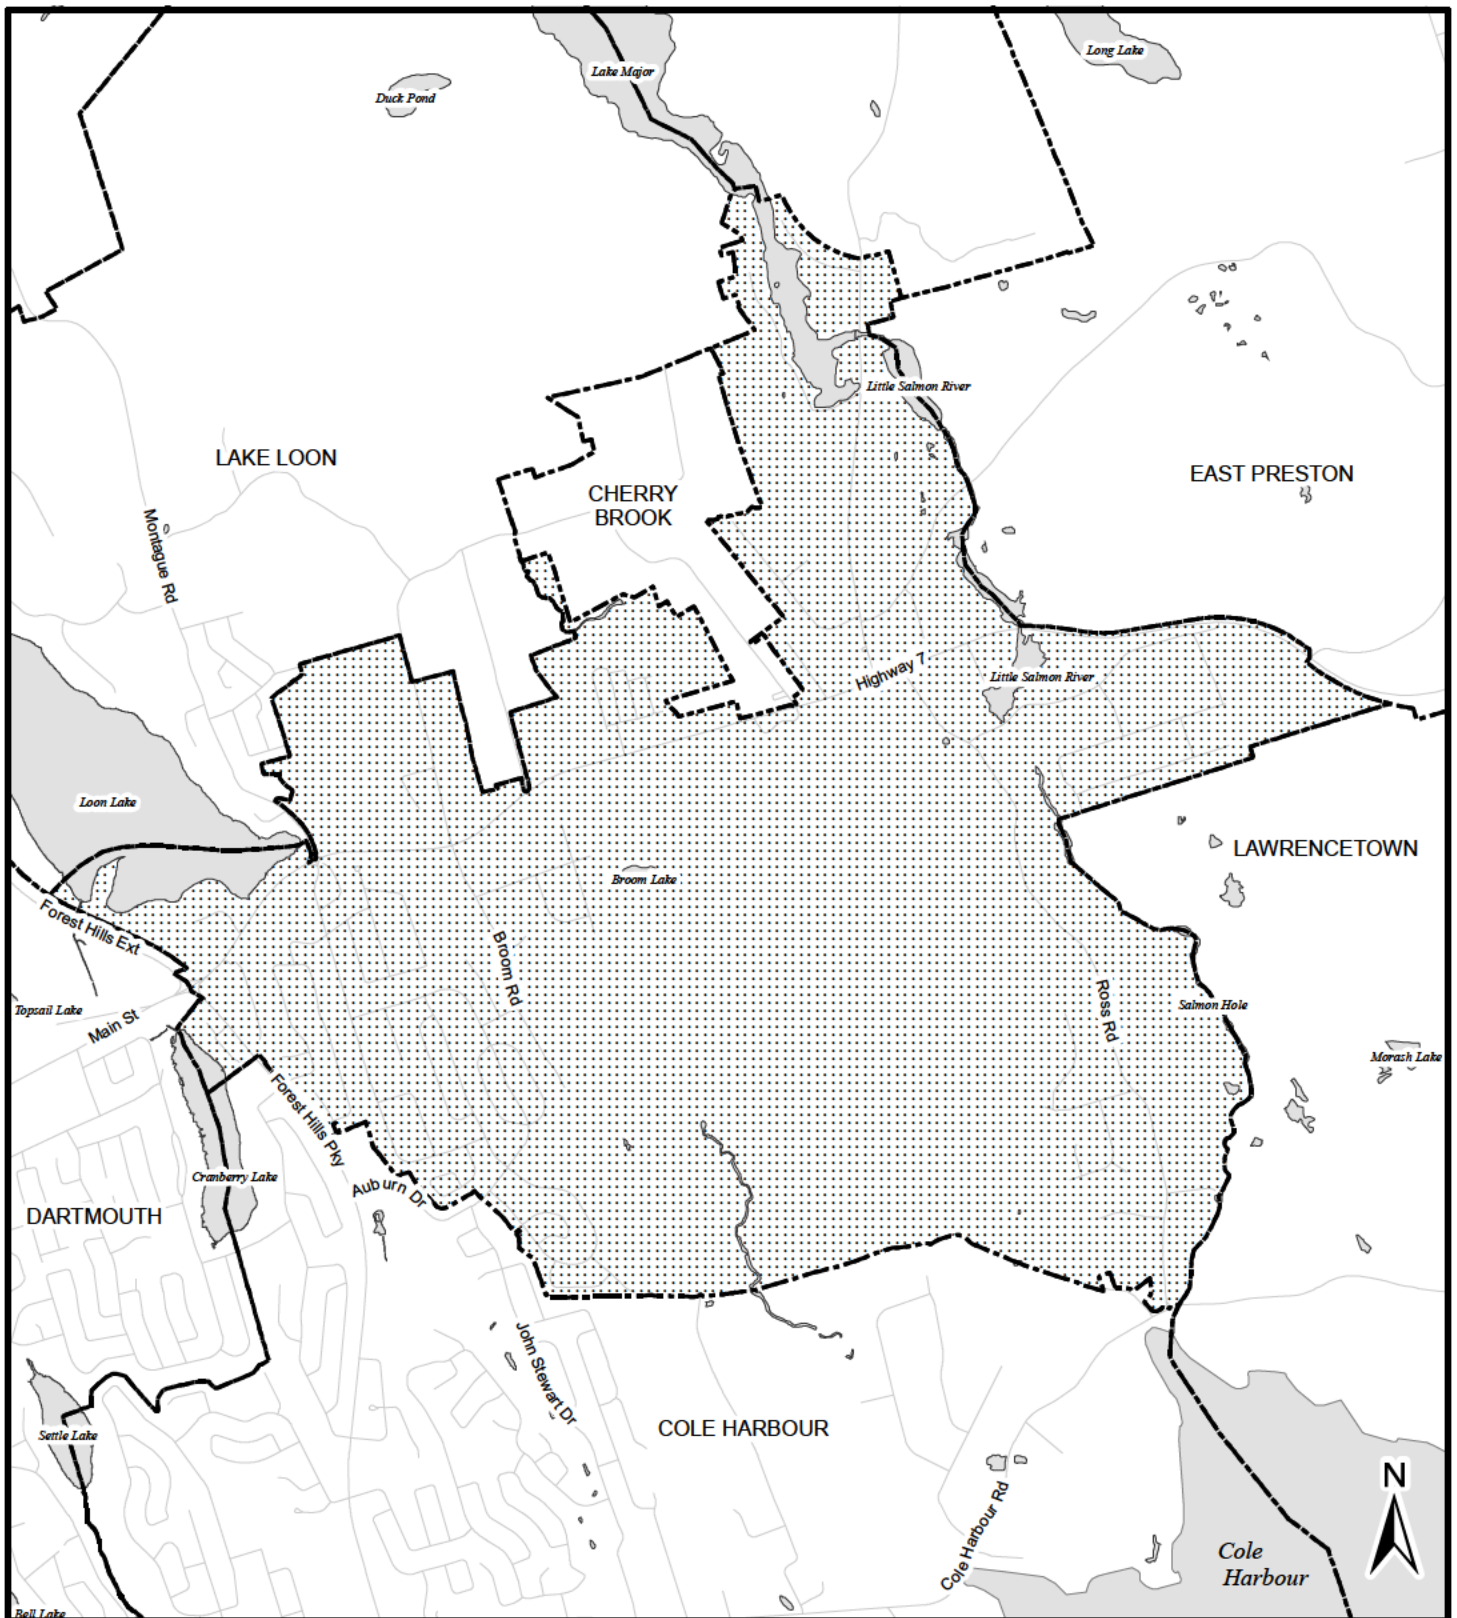 Long Lake
Lake Major
Duck Pond
Little Salmon River
LAKE LOON
EAST PRESTON
CHERRY
BROOK
Montague Rd
Highway 7
Little Salmon River
Loon Lake
LAWRENCETOWN
Broom Lake
Forest Hills Ext
Broom Rd
Topsail Lake
Main St
Ross Rd
Salmon Hole
Morash Lake
Forest Hills Pky
Cranberry Lake
Auburn Dr
DARTMOUTH
John Stewart Dr
COLE HARBOUR
Settle Lake
N
Cole Harbour Rd
Cole
Harbour
Bell Lake